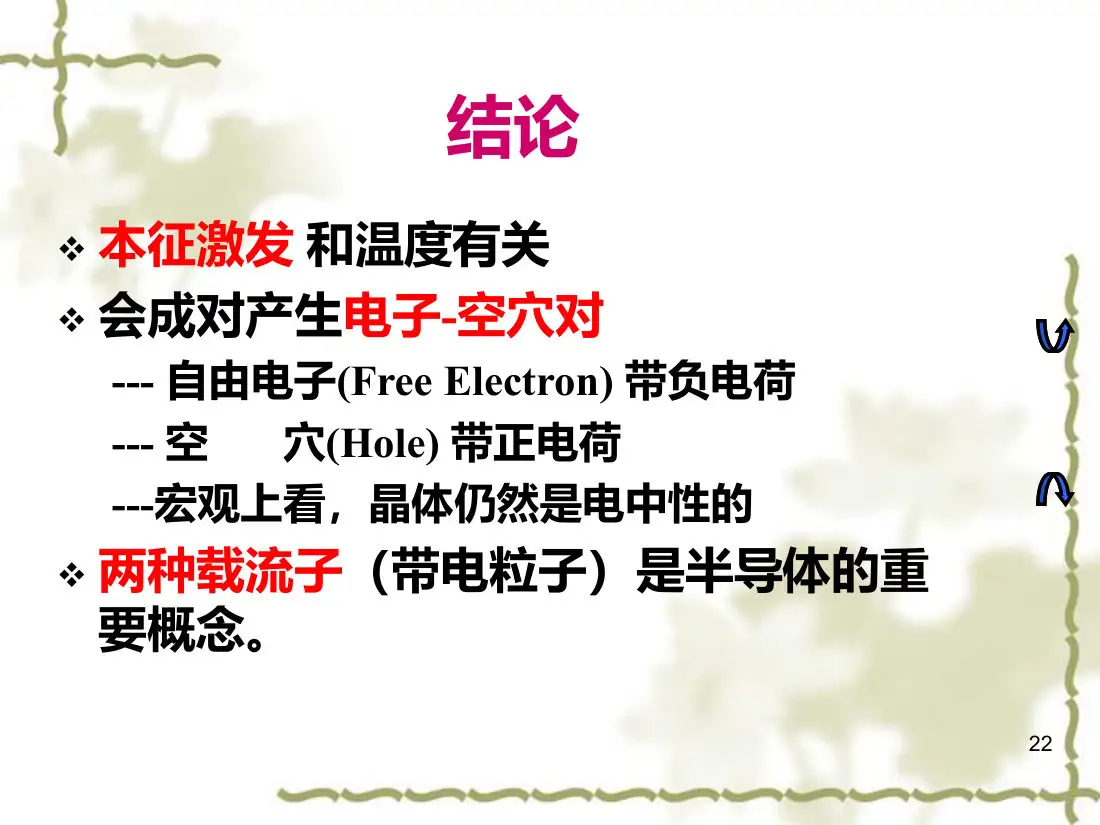 结论
本征激发 和温度有关
会成对产生电子-空穴对
--- 自由电子(Free Electron) 带负电荷
--- 空 穴(Hole) 带正电荷
---宏观上看，晶体仍然是电中性的
两种载流子（带电粒子）是半导体的重
要概念。
22